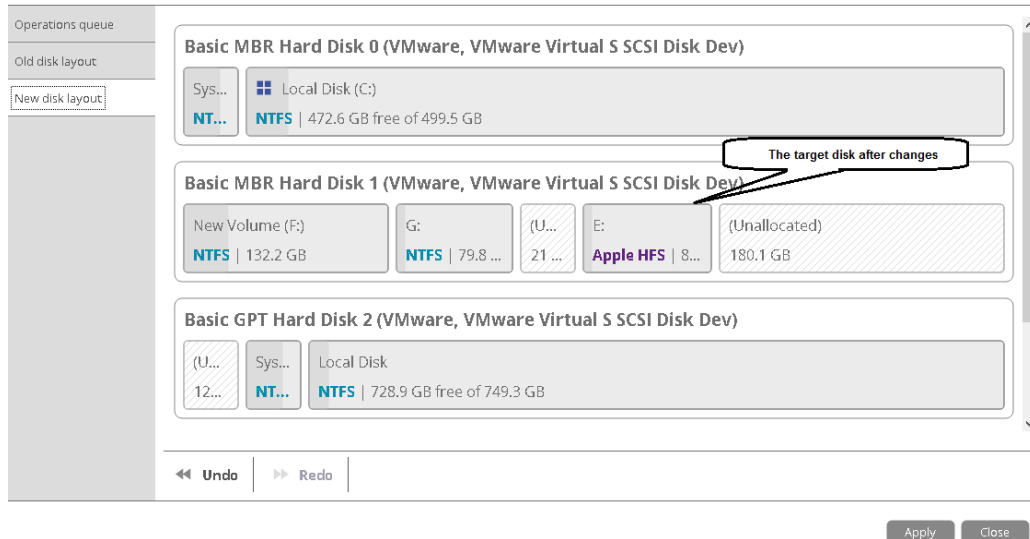 Operations queue
Old disk layout
New disk layout
Basic MBR Hard Disk 0 (VMware, VMware Virtual S SCSI Disk Dev)
Sys...
NT...
Local Disk (C:)
NTFS | 472.6 GB free of 499.5 GB
The target disk after changes
Basic MBR Hard Disk 1 (VMware, VMware Virtual S SCSI Disk Dev)
New Volume (F:)
NTFS | 132.2 GB
G:
NTFS | 79.8 ...
(U...
21 ...
E:
Apple HFS | 8...
(Unallocated)
180.1 GB
Basic GPT Hard Disk 2 (VMware, VMware Virtual S SCSI Disk Dev)
(U...
12...
Sys...
NT...
Local Disk
NTFS | 728.9 GB free of 749.3 GB
Undo
Redo
Apply
Close